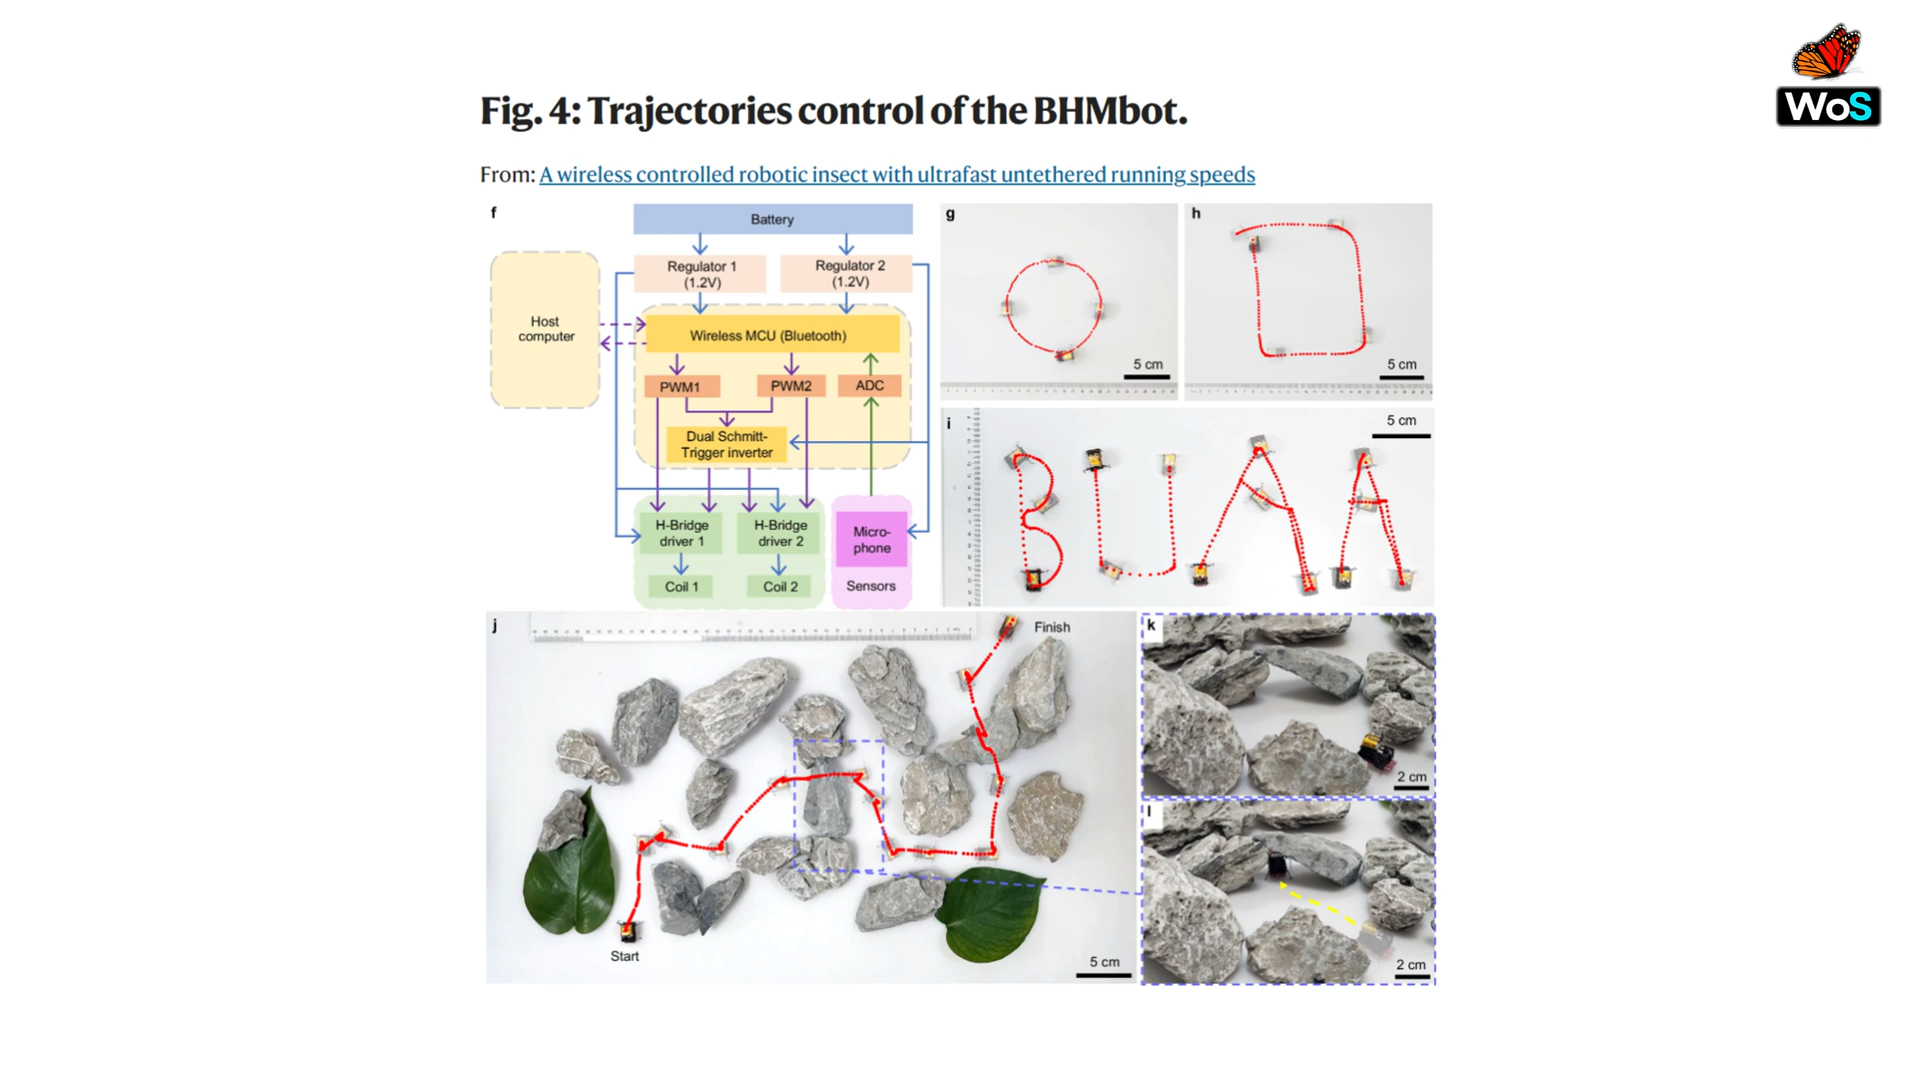 WoS
Fig. 4: Trajectories control of the BHMbot.
From: A wireless controlled robotic insect with ultrafast untethered running speeds
f
Battery
Regulator 1
(1.2V)
Regulator 2
(1.2V)
Host
computer
Wireless MCU (Bluetooth)
PWM1
PWM2
ADC
Dual Schmitt-
Trigger inverter
H-Bridge
driver 1
H-Bridge
driver 2
Micro-
phone
Coil 1
Coil 2
Sensors
g
5 cm
h
5 cm
i
5 cm
j
Finish
Start
5 cm
k
2 cm
l
2 cm